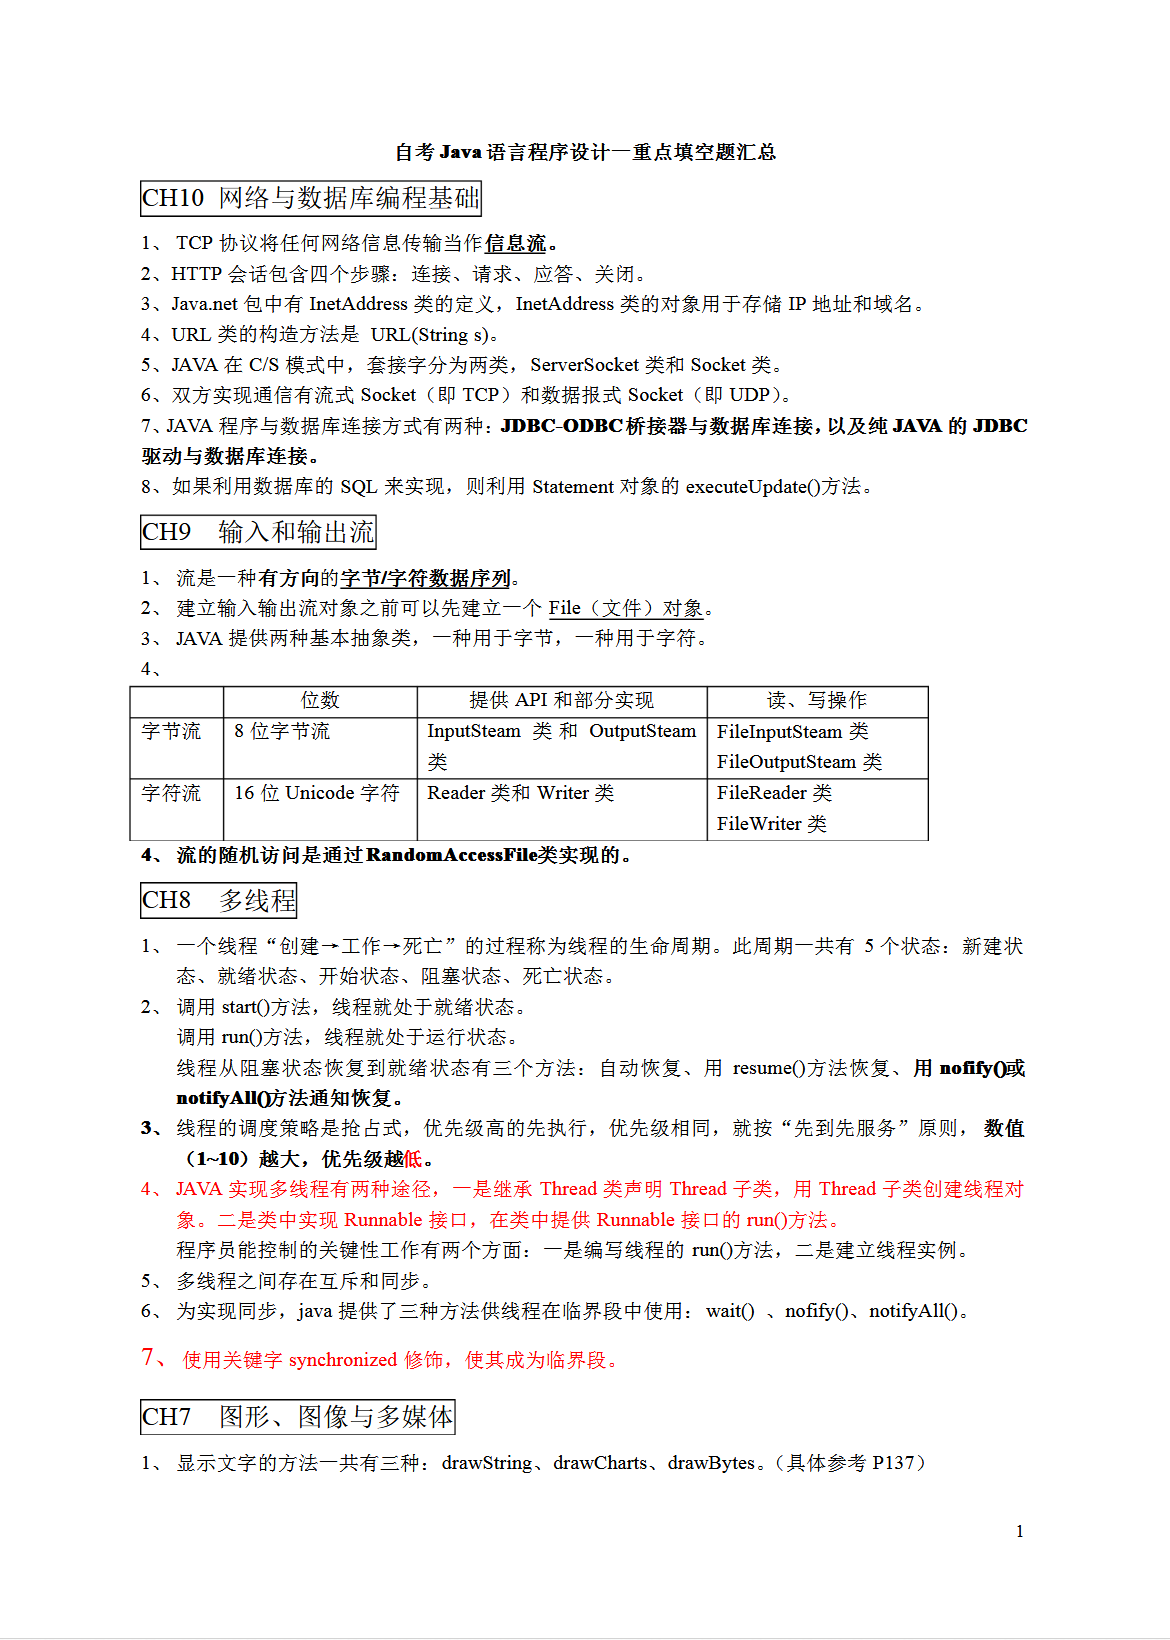 自考 Java 语言程序设计—重点填空题汇总
CH10 网络与数据库编程基础
1、 TCP 协议将任何网络信息传输当作信息流。
2、HTTP 会话包含四个步骤：连接、请求、应答、关闭。
3、Java.net 包中有 InetAddress 类的定义，InetAddress 类的对象用于存储 IP 地址和域名。
4、URL 类的构造方法是 URL(String s)。
5、JAVA 在 C/S 模式中，套接字分为两类，ServerSocket 类和 Socket 类。
6、双方实现通信有流式 Socket（即 TCP）和数据报式 Socket（即 UDP）。
7、JAVA 程序与数据库连接方式有两种：JDBC-ODBC 桥接器与数据库连接，以及纯 JAVA 的 JDBC
驱动与数据库连接。
8、如果利用数据库的 SQL 来实现，则利用 Statement 对象的 executeUpdate()方法。
CH9 输入和输出流
1、 流是一种有方向的字节/字符数据序列。
2、 建立输入输出流对象之前可以先建立一个 File（文件）对象。
3、 JAVA 提供两种基本抽象类，一种用于字节，一种用于字符。
4、
位数 提供 API 和部分实现 读、写操作
字节流 8 位字节流 InputSteam 类和 OutputSteam FileInputSteam 类
类 FileOutputSteam 类
字符流 16 位 Unicode 字符 Reader 类和 Writer 类 FileReader 类
FileWriter 类
4、 流的随机访问是通过 RandomAccessFile类实现的。
CH8 多线程
1、 一个线程“创建→工作→死亡”的过程称为线程的生命周期。此周期一共有 5 个状态：新建状
态、就绪状态、开始状态、阻塞状态、死亡状态。
2、 调用 start()方法，线程就处于就绪状态。
调用 run()方法，线程就处于运行状态。
线程从阻塞状态恢复到就绪状态有三个方法：自动恢复、用 resume()方法恢复、用 nofify()或
notifyAll()方法通知恢复。
3、 线程的调度策略是抢占式，优先级高的先执行，优先级相同，就按“先到先服务”原则，数值
（1~10）越大，优先级越低。
4、 JAVA 实现多线程有两种途径，一是继承 Thread 类声明 Thread 子类，用 Thread 子类创建线程对
象。二是类中实现 Runnable 接口，在类中提供 Runnable 接口的 run()方法。
程序员能控制的关键性工作有两个方面：一是编写线程的 run()方法，二是建立线程实例。
5、 多线程之间存在互斥和同步。
6、 为实现同步，java 提供了三种方法供线程在临界段中使用：wait() 、nofify()、notifyAll()。
7、 使用关键字 synchronized 修饰，使其成为临界段。
CH7 图形、图像与多媒体
1、 显示文字的方法一共有三种：drawString、drawCharts、drawBytes。（具体参考 P137）
1